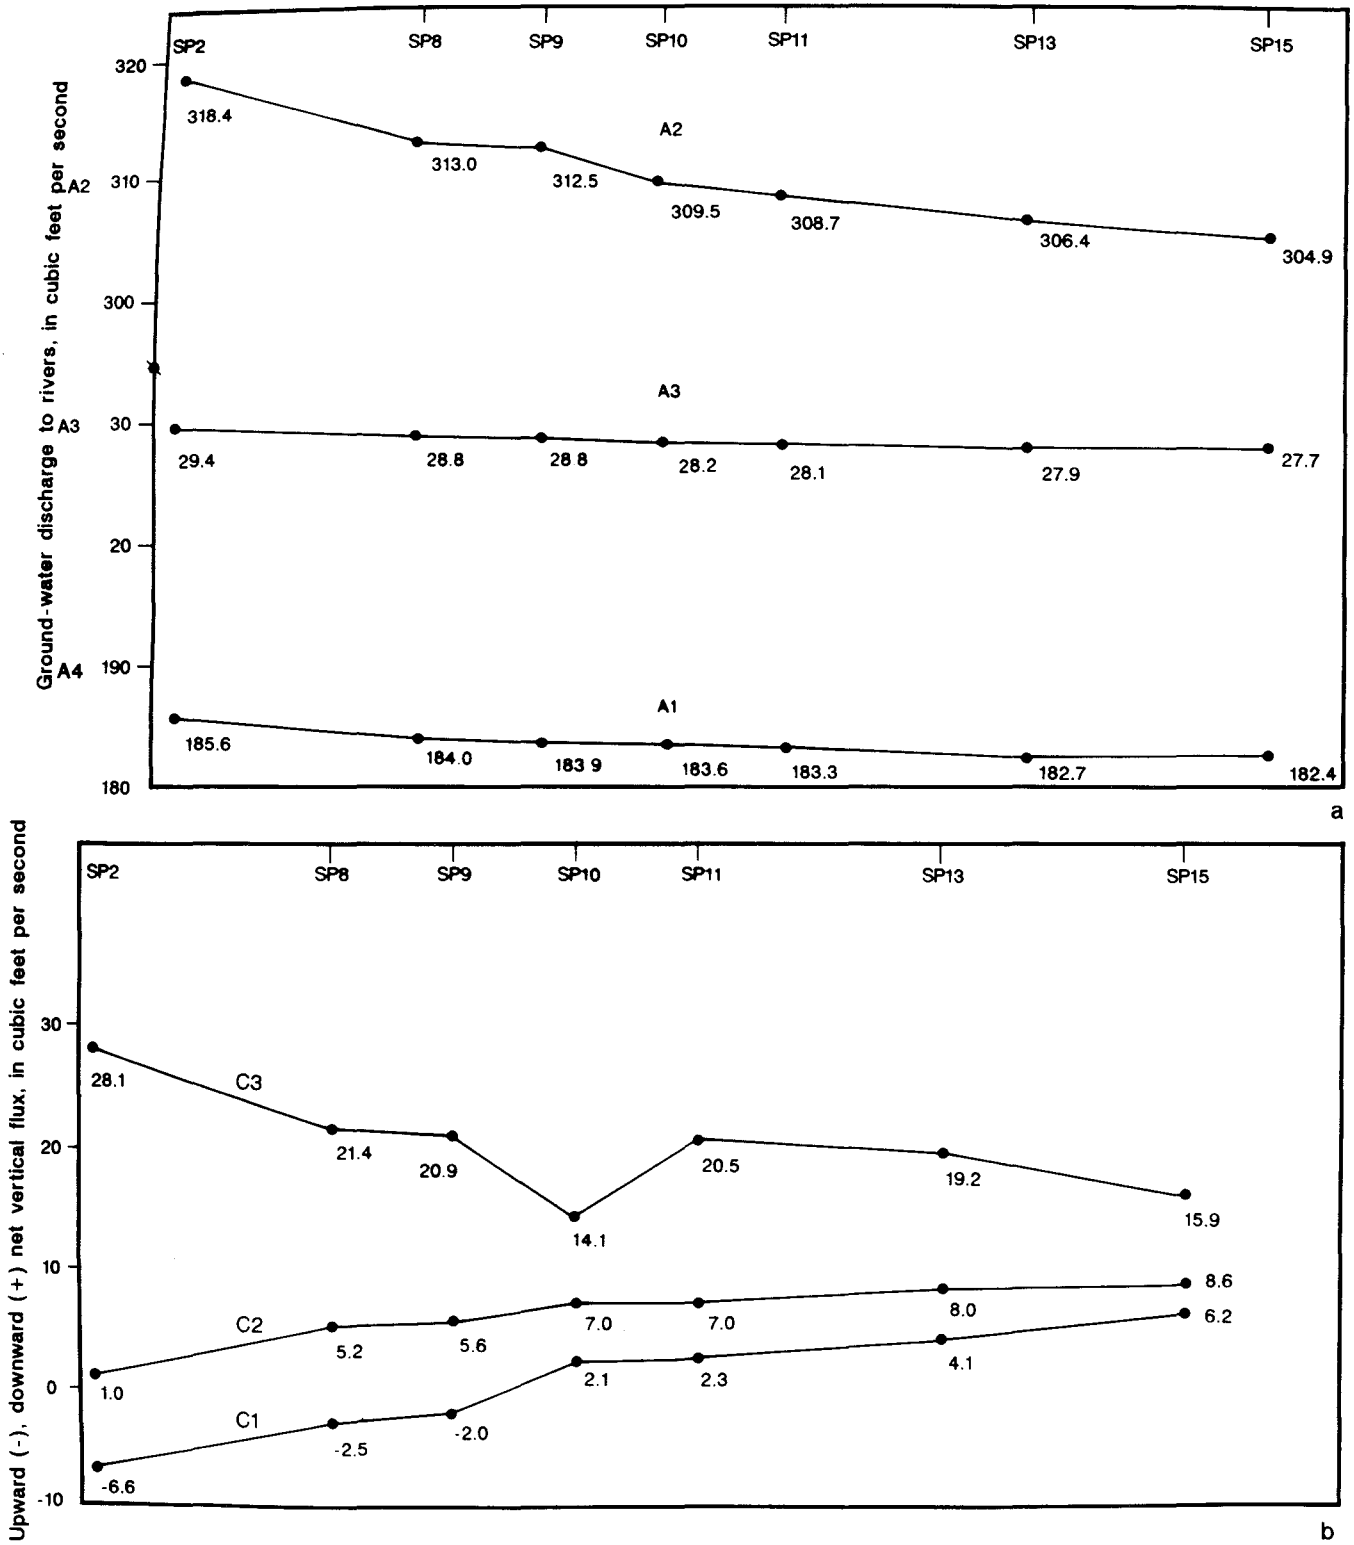 SP2 SP8 SP9 SP10 SP11 SP13 SP15
Ground-water discharge to rivers, in cubic feet per second
320
A2 310
300
A3 30
20
A4 190
180
A2
318.4 313.0 312.5 309.5 308.7 306.4 304.9
A3
29.4 28.8 28.8 28.2 28.1 27.9 27.7
A1
185.6 184.0 183 9 183.6 183.3 182.7 182.4
a
Upward (-), downward (+) net vertical flux, in cubic feet per second
SP2 SP8 SP9 SP10 SP11 SP13 SP15
30
20
10
0
-10
C3
28.1 21.4 20.9 14.1 20.5 19.2 15.9
C2
1.0 5.2 5.6 7.0 7.0 8.0 8.6
C1
-6.6 -2.5 -2.0 2.1 2.3 4.1 6.2
b